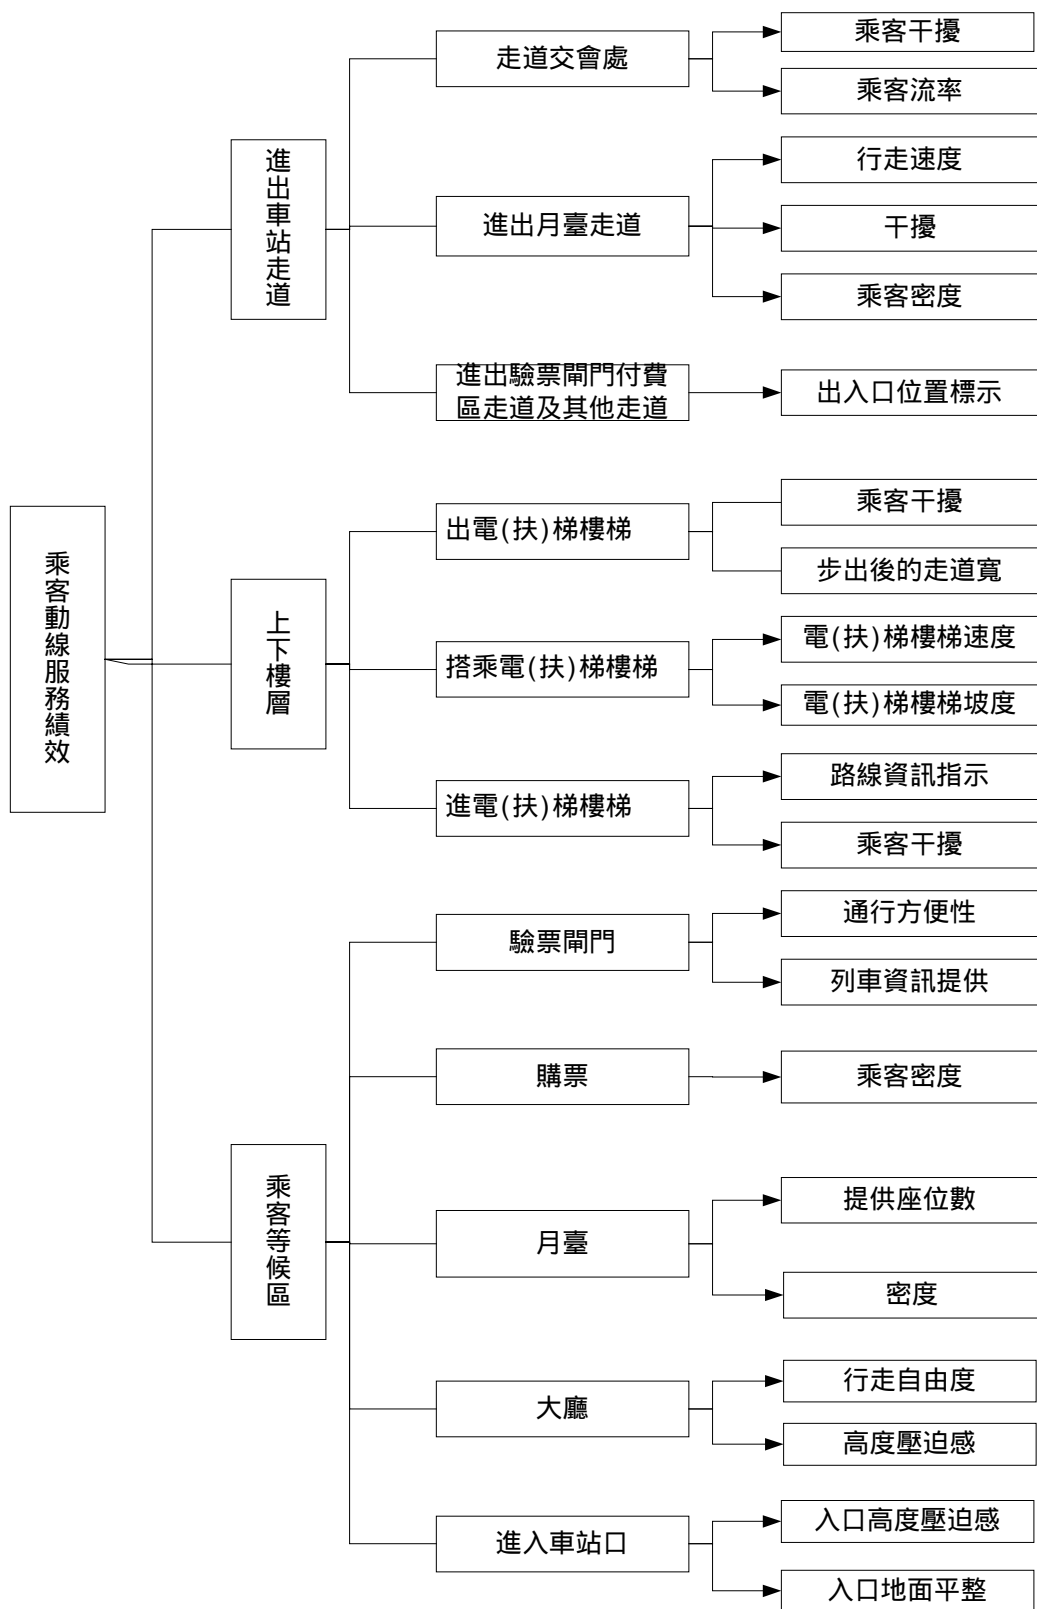 乘客動線服務績效
進出車站走道
走道交會處
乘客干擾
乘客流率
進出月臺走道
行走速度
干擾
乘客密度
進出驗票閘門付費
區走道及其他走道
出入口位置標示
上下樓層
出電(扶)梯樓梯
乘客干擾
步出後的走道寬
搭乘電(扶)梯樓梯
電(扶)梯樓梯速度
電(扶)梯樓梯坡度
進電(扶)梯樓梯
路線資訊指示
乘客干擾
乘客等候區
驗票閘門
通行方便性
列車資訊提供
購票
乘客密度
月臺
提供座位數
密度
大廳
行走自由度
高度壓迫感
進入車站口
入口高度壓迫感
入口地面平整